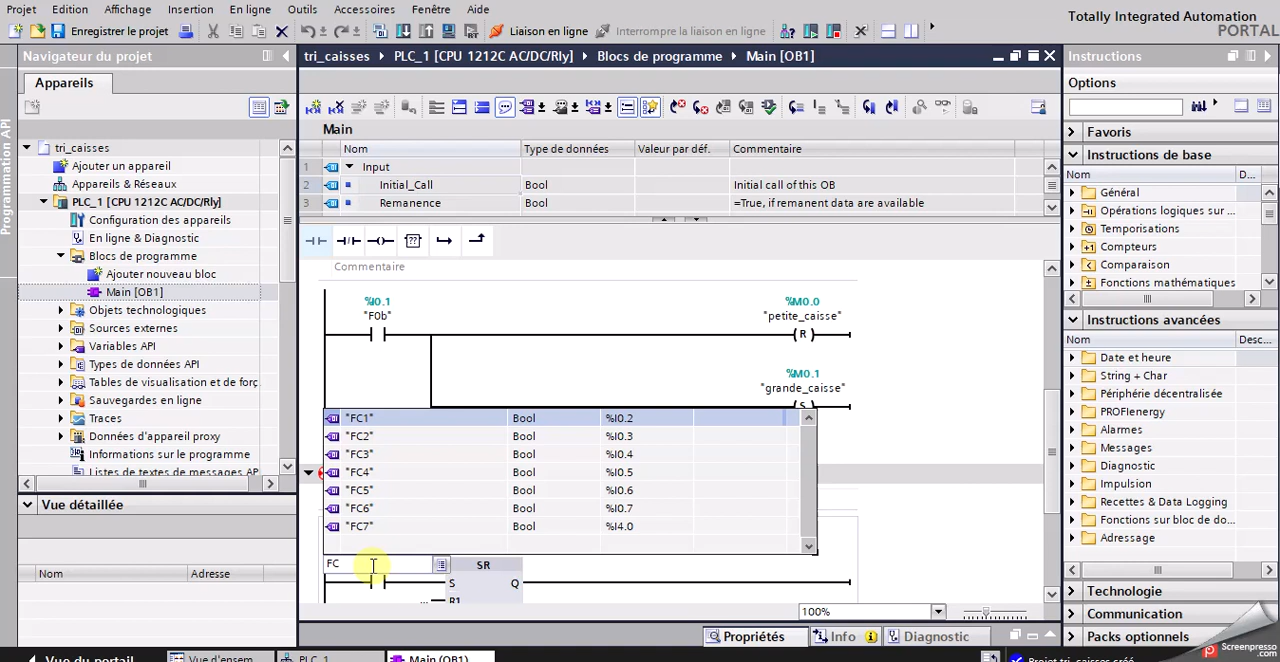 Projet Edition Affichage Insertion En ligne Outils Accessoires Fenêtre Aide
Totally Integrated Automation
PORTAL
Enregistrer le projet Liaison en ligne Interrompre la liaison en ligne
Navigateur du projet
tri_caisses PLC_1 [CPU 1212C AC/DC/Rly] Blocs de programme Main [OB1]
Instructions
Appareils
Options
Programmation API
Main
Favoris
Instructions de base
Nom Type de données Valeur par déf. Commentaire
1 Input
2 Initial_Call Bool Initial call of this OB
3 Remanence Bool =True, if remanent data are available
tri_caisses
Ajouter un appareil
Appareils & Réseaux
PLC_1 [CPU 1212C AC/DC/Rly]
Configuration des appareils
En ligne & Diagnostic
Blocs de programme
Ajouter nouveau bloc
Main [OB1]
Objets technologiques
Sources externes
Variables API
Types de données API
Tables de visualisation et de forç
Sauvegardes en ligne
Traces
Données d'appareil proxy
Informations sur le programme
Listes de textes de messages API
Vue détaillée
Nom Adresse
??
Commentaire
%I0.1
"F0b"
%M0.0
"petite_caisse"
R
%M0.1
"grande_caisse"
S
"FC1" Bool %I0.2
"FC2" Bool %I0.3
"FC3" Bool %I0.4
"FC4" Bool %I0.5
"FC5" Bool %I0.6
"FC6" Bool %I0.7
"FC7" Bool %I4.0
FC
SR
S Q
... R1
100%
Propriétés Info Diagnostic
Nom D...
Général
Opérations logiques sur ...
Temporisations
Compteurs
Comparaison
Fonctions mathématiques
Instructions avancées
Nom Desc...
Date et heure
String + Char
Périphérie décentralisée
PROFIenergy
Alarmes
Messages
Diagnostic
Impulsion
Recettes & Data Logging
Fonctions sur bloc de do...
Adressage
Technologie
Communication
Packs optionnels
Screenpresso
.com
Vue du portail Vue d'ensem... PLC_1 Main (OB1) Projet tri_caisses créé.